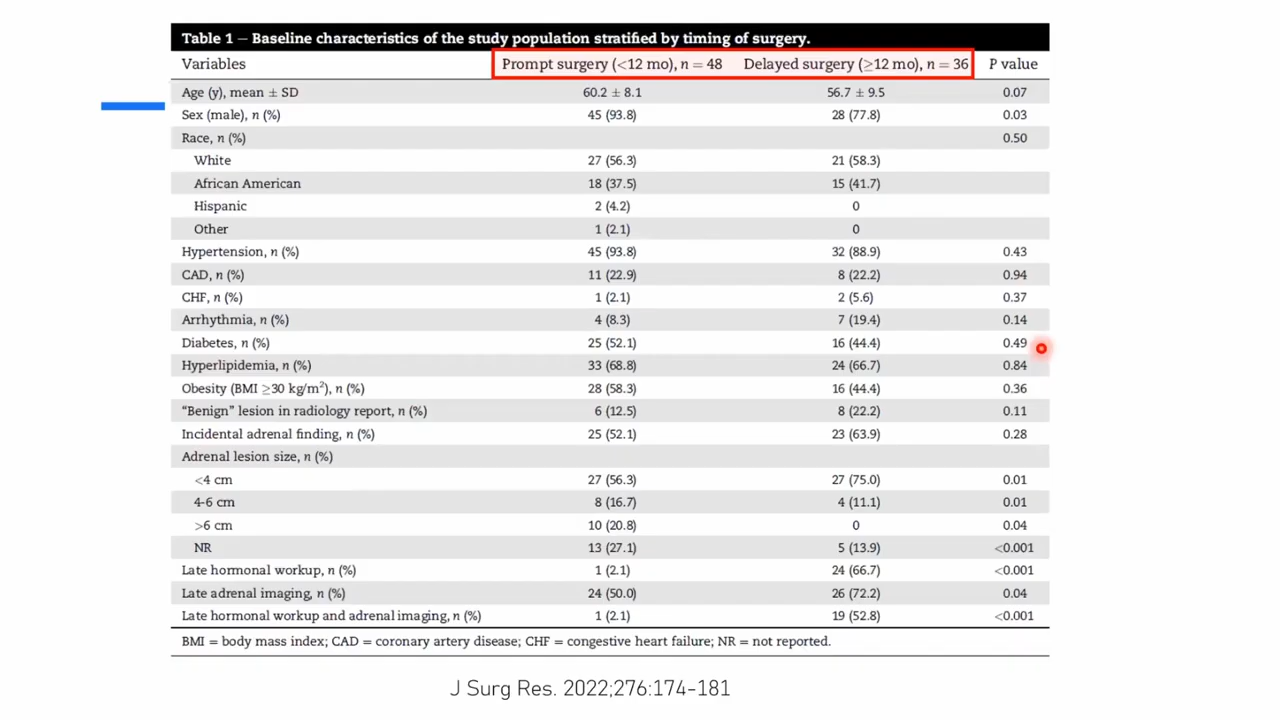 Table 1 – Baseline characteristics of the study population stratified by timing of surgery.
Variables Prompt surgery (<12 mo), n = 48 Delayed surgery (≥12 mo), n = 36 P value
Age (y), mean ± SD 60.2 ± 8.1 56.7 ± 9.5 0.07
Sex (male), n (%) 45 (93.8) 28 (77.8) 0.03
Race, n (%) 0.50
White 27 (56.3) 21 (58.3)
African American 18 (37.5) 15 (41.7)
Hispanic 2 (4.2) 0
Other 1 (2.1) 0
Hypertension, n (%) 45 (93.8) 32 (88.9) 0.43
CAD, n (%) 11 (22.9) 8 (22.2) 0.94
CHF, n (%) 1 (2.1) 2 (5.6) 0.37
Arrhythmia, n (%) 4 (8.3) 7 (19.4) 0.14
Diabetes, n (%) 25 (52.1) 16 (44.4) 0.49
Hyperlipidemia, n (%) 33 (68.8) 24 (66.7) 0.84
Obesity (BMI ≥30 kg/m²), n (%) 28 (58.3) 16 (44.4) 0.36
“Benign” lesion in radiology report, n (%) 6 (12.5) 8 (22.2) 0.11
Incidental adrenal finding, n (%) 25 (52.1) 23 (63.9) 0.28
Adrenal lesion size, n (%)
<4 cm 27 (56.3) 27 (75.0) 0.01
4-6 cm 8 (16.7) 4 (11.1) 0.01
>6 cm 10 (20.8) 0 0.04
NR 13 (27.1) 5 (13.9) <0.001
Late hormonal workup, n (%) 1 (2.1) 24 (66.7) <0.001
Late adrenal imaging, n (%) 24 (50.0) 26 (72.2) 0.04
Late hormonal workup and adrenal imaging, n (%) 1 (2.1) 19 (52.8) <0.001
BMI = body mass index; CAD = coronary artery disease; CHF = congestive heart failure; NR = not reported.
J Surg Res. 2022;276:174-181